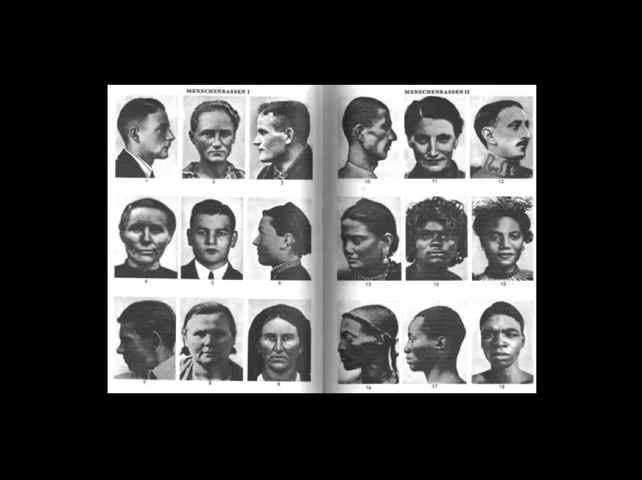 MENSCHENRASSEN I
MENSCHENRASSEN II
1 2 3
10 11 12
4 5 6
13 14 15
7 8 9
16 17 18